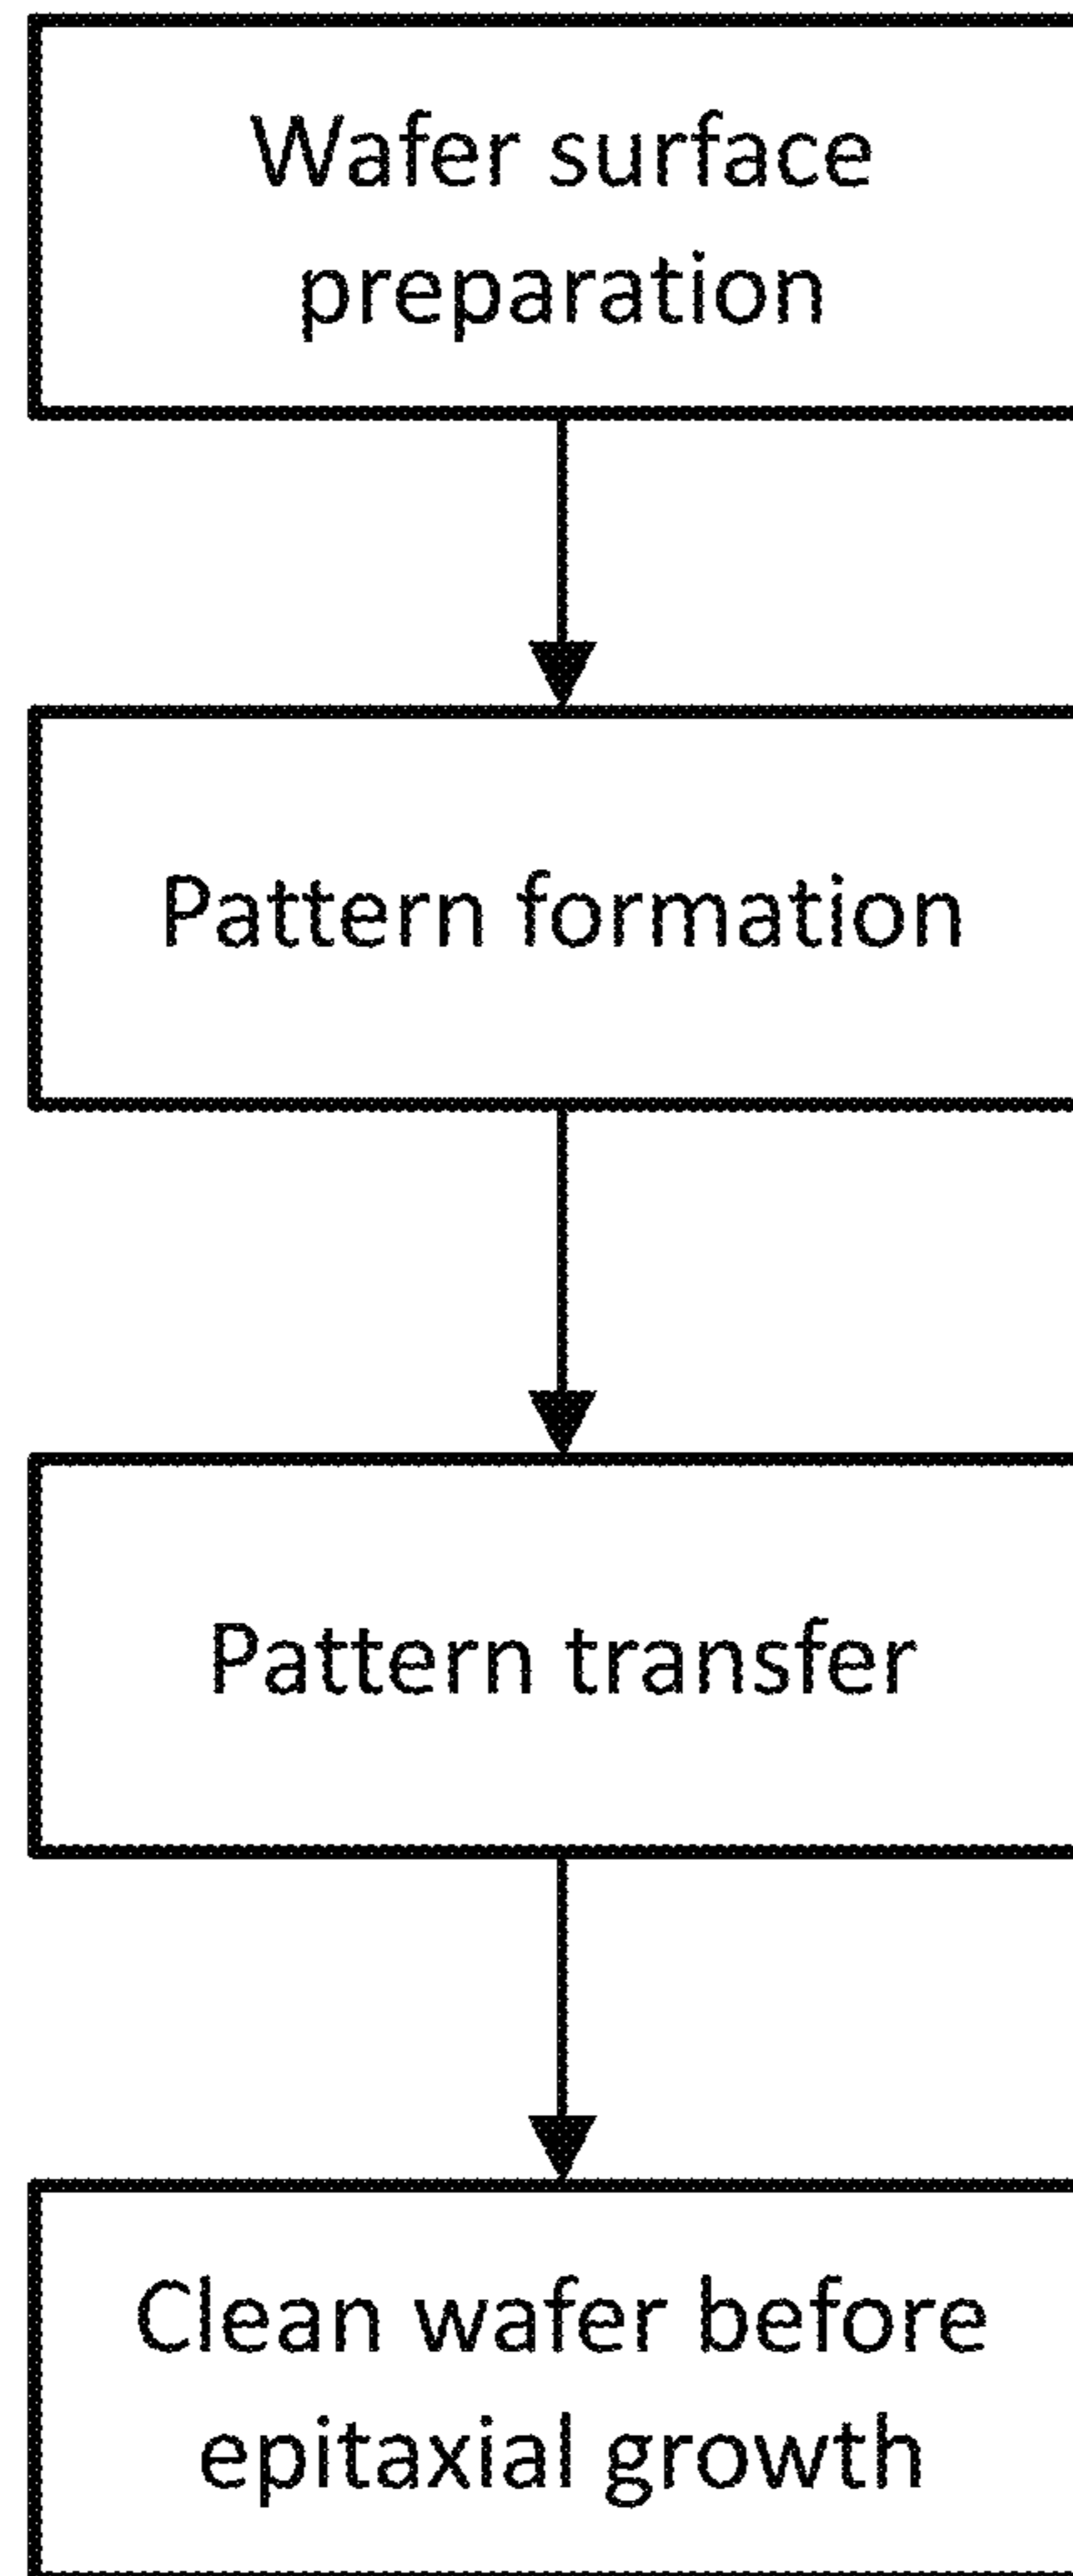 Wafer surface
preparation
Pattern formation
Pattern transfer
Clean wafer before
epitaxial growth